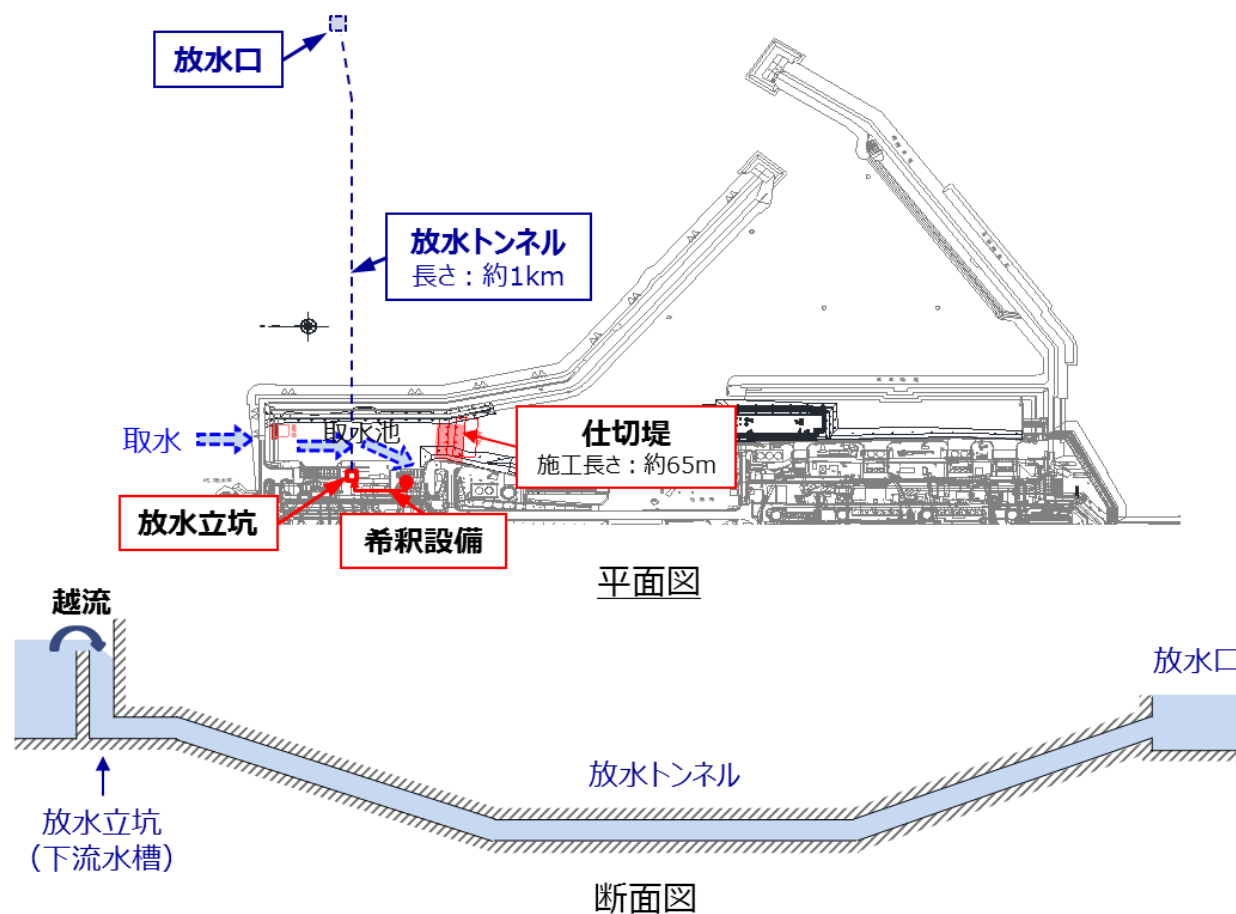 放水口
放水トンネル
長さ：約1km
取水
取水池
仕切堤
施工長さ：約65m
放水立坑
希釈設備
平面図
越流
放水口
放水トンネル
放水立坑
（下流水槽）
断面図